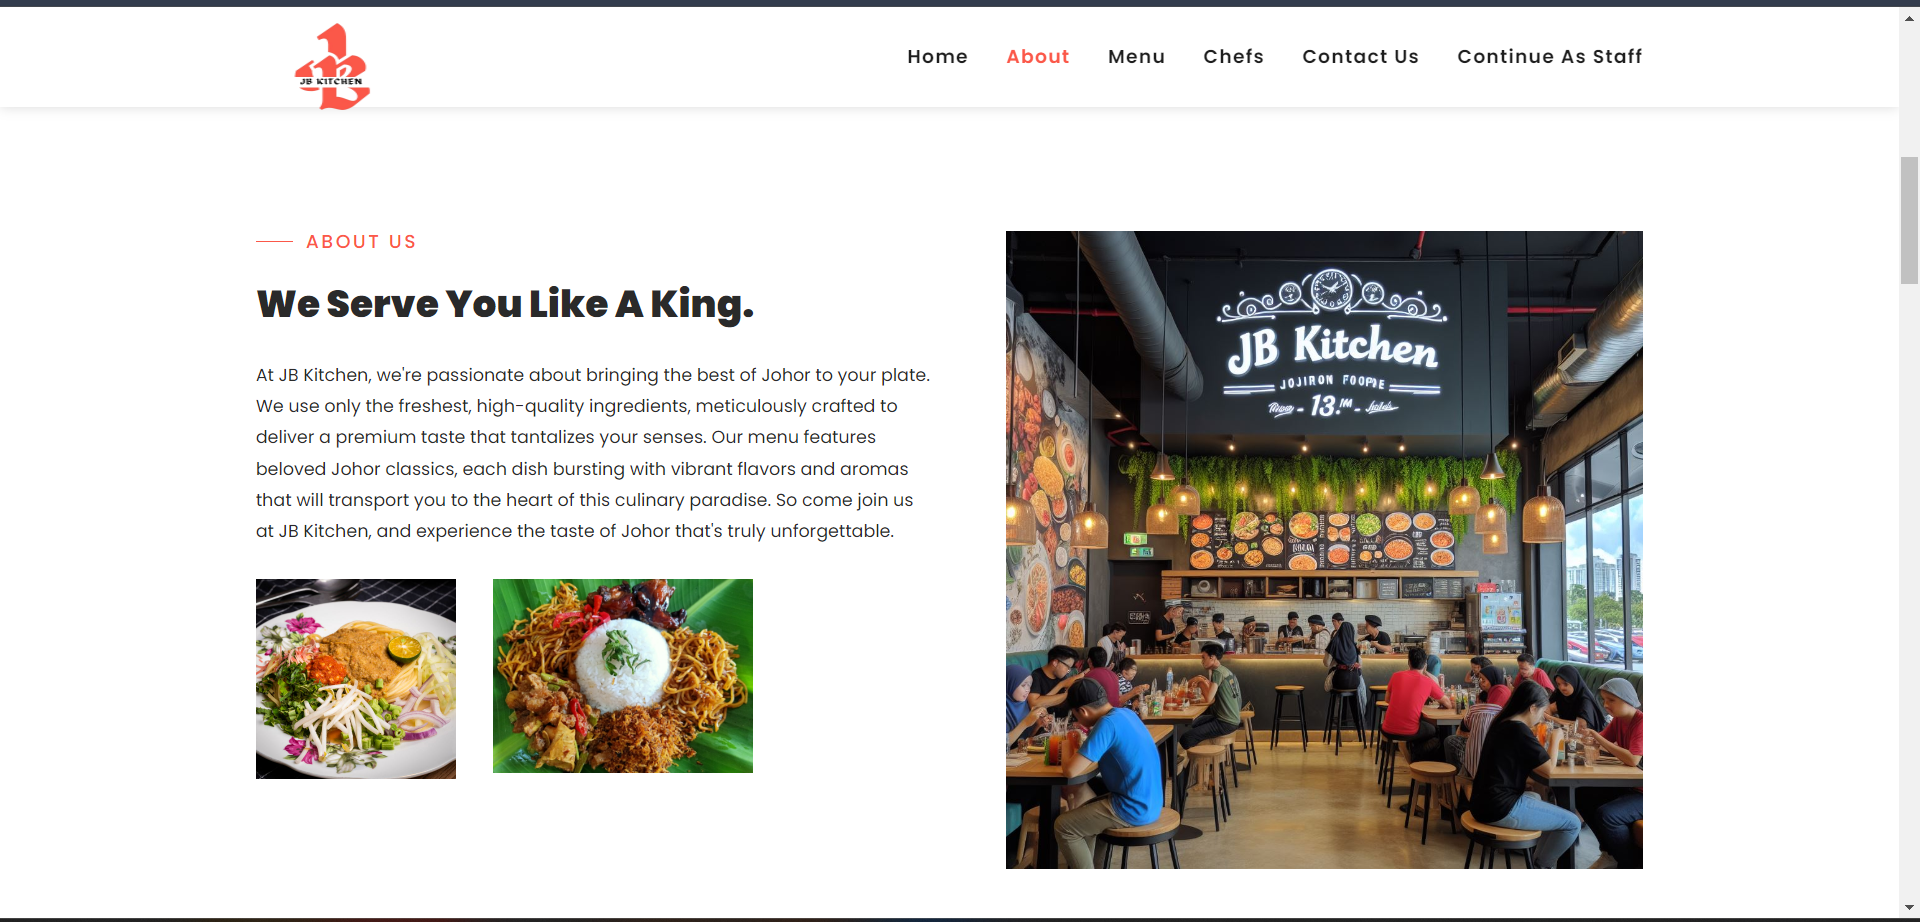 JB KITCHEN
Home
About
Menu
Chefs
Contact Us
Continue As Staff
ABOUT US
We Serve You Like A King.
At JB Kitchen, we're passionate about bringing the best of Johor to your plate.
We use only the freshest, high-quality ingredients, meticulously crafted to
deliver a premium taste that tantalizes your senses. Our menu features
beloved Johor classics, each dish bursting with vibrant flavors and aromas
that will transport you to the heart of this culinary paradise. So come join us
at JB Kitchen, and experience the taste of Johor that's truly unforgettable.
JB Kitchen
JOJIRON
13.